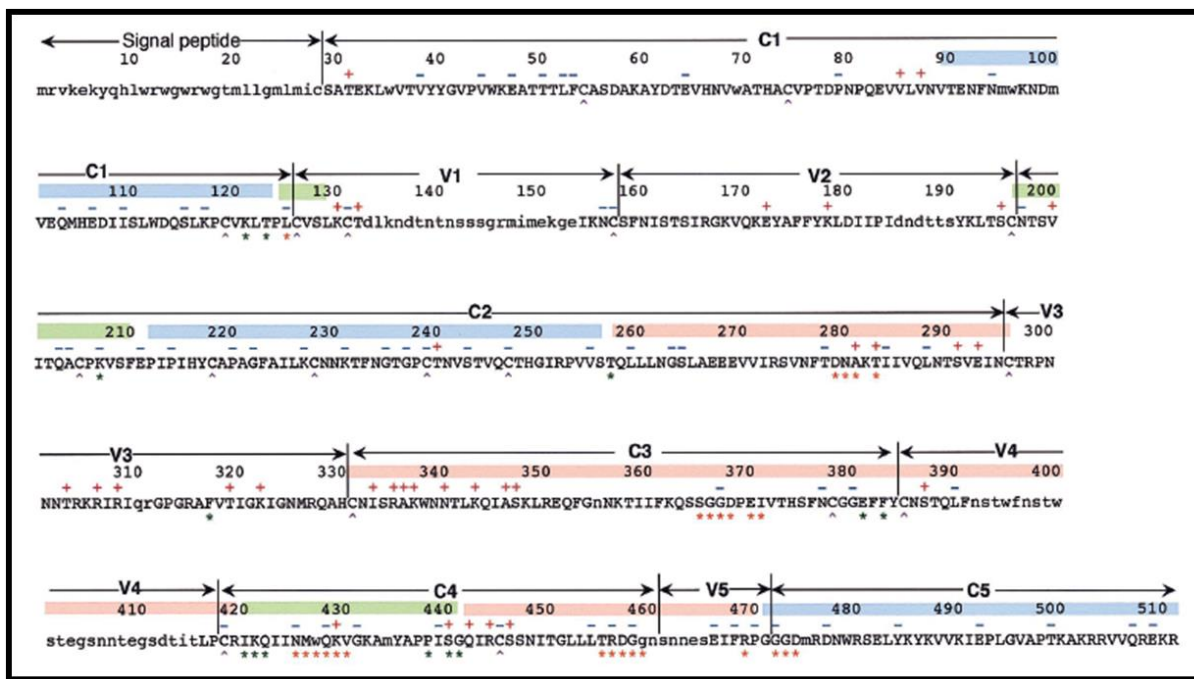 Signal peptide C1
10 20 30 40 50 60 70 80 90 100
mrvkekyqhlwrwgwrwgtmllgmlmicSATEKLWVTVYYGVPVWKEATTTLFCASDAKAYDTEVHNVWATHACVPTDPNPQEVVLVNVTENFNmwKNDm
C1 V1 V2
110 120 130 140 150 160 170 180 190 200
VEQMHEDIISLWDQSLKPCVKLTPLCVSLKCTdlkndtntnsssgrmimekgeIKNCSFNISTSIRGKVQKEYAFFYKLDIIPIdndttsYKLTSCNTSV
C2 V3
210 220 230 240 250 260 270 280 290 300
ITQACPKVSFEPIPIHYCAPAGFAILKCNNKTFNGTGPCTNVSTVQCTHGIRPVVSTQLLLNGSLAEEEVVIRSVNFTDNAKTIIVQLNTSVEINCTRPN
V3 C3 V4
310 320 330 340 350 360 370 380 390 400
NNTRKRIRIqrGPGRAFVTIGKIGNMRQAHCNISRAKWNNTLKQIASKLREQFGnNKTIIFKQSSGGDPEIVTHSFNCGGEFFYCNSTQLFnstwfnstw
V4 C4 V5 C5
410 420 430 440 450 460 470 480 490 500 510
stegsnntegsdtitLPCRIKQIINMwQKVGKAmYAPPISGQIRCSSNITGLLLTRDGgnsnnesEIFRPGGGDmRDNWRSELYKYKVVKIEPLGVAPTKAKRRVVQREKR